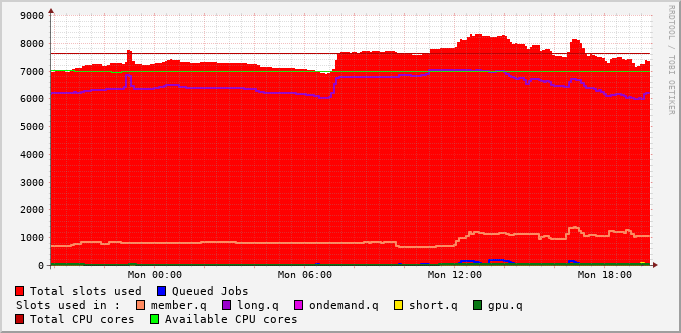 RRDTOOL / TOBI OETIKER
9000
8000
7000
6000
5000
4000
3000
2000
1000
0
Mon 00:00 Mon 06:00 Mon 12:00 Mon 18:00
Total slots used Queued Jobs
Slots used in : member.q long.q ondemand.q short.q gpu.q
Total CPU cores Available CPU cores